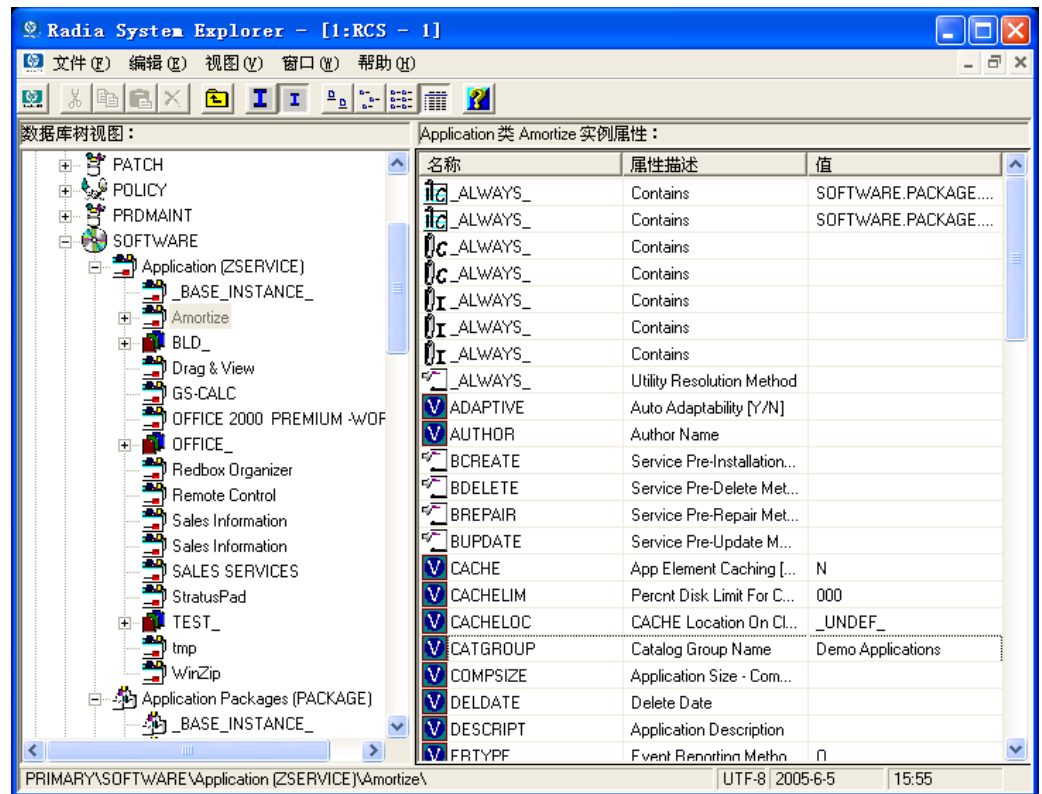 Radia System Explorer - [1:RCS - 1]
文件(F) 编辑(E) 视图(V) 窗口(W) 帮助(H)
数据库树视图：
PATCH
POLICY
PRDMAINT
SOFTWARE
Application (ZSERVICE)
_BASE_INSTANCE_
Amortize
BLD_
Drag & View
GS-CALC
OFFICE 2000 PREMIUM -WOF
OFFICE_
Redbox Organizer
Remote Control
Sales Information
Sales Information
SALES SERVICES
StratusPad
TEST_
tmp
WinZip
Application Packages (PACKAGE)
_BASE_INSTANCE_
Application 类 Amortize 实例属性：
名称 属性描述 值
_ALWAYS_ Contains SOFTWARE.PACKAGE....
_ALWAYS_ Contains SOFTWARE.PACKAGE....
_ALWAYS_ Contains
_ALWAYS_ Contains
_ALWAYS_ Contains
_ALWAYS_ Contains
_ALWAYS_ Contains
_ALWAYS_ Utility Resolution Method
ADAPTIVE Auto Adaptability [Y/N]
AUTHOR Author Name
BCREATE Service Pre-Installation...
BDELETE Service Pre-Delete Met...
BREPAIR Service Pre-Repair Met...
BUPDATE Service Pre-Update M...
CACHE App Element Caching [... N
CACHELIM Percnt Disk Limit For C... 000
CACHELOC CACHE Location On Cl... _UNDEF_
CATGROUP Catalog Group Name Demo Applications
COMPSIZE Application Size - Com...
DELDATE Delete Date
DESCRIPT Application Description
ERTYPE Event Reporting Metho O
PRIMARY\SOFTWARE\Application (ZSERVICE)\Amortize\ UTF-8 2005-6-5 15:55